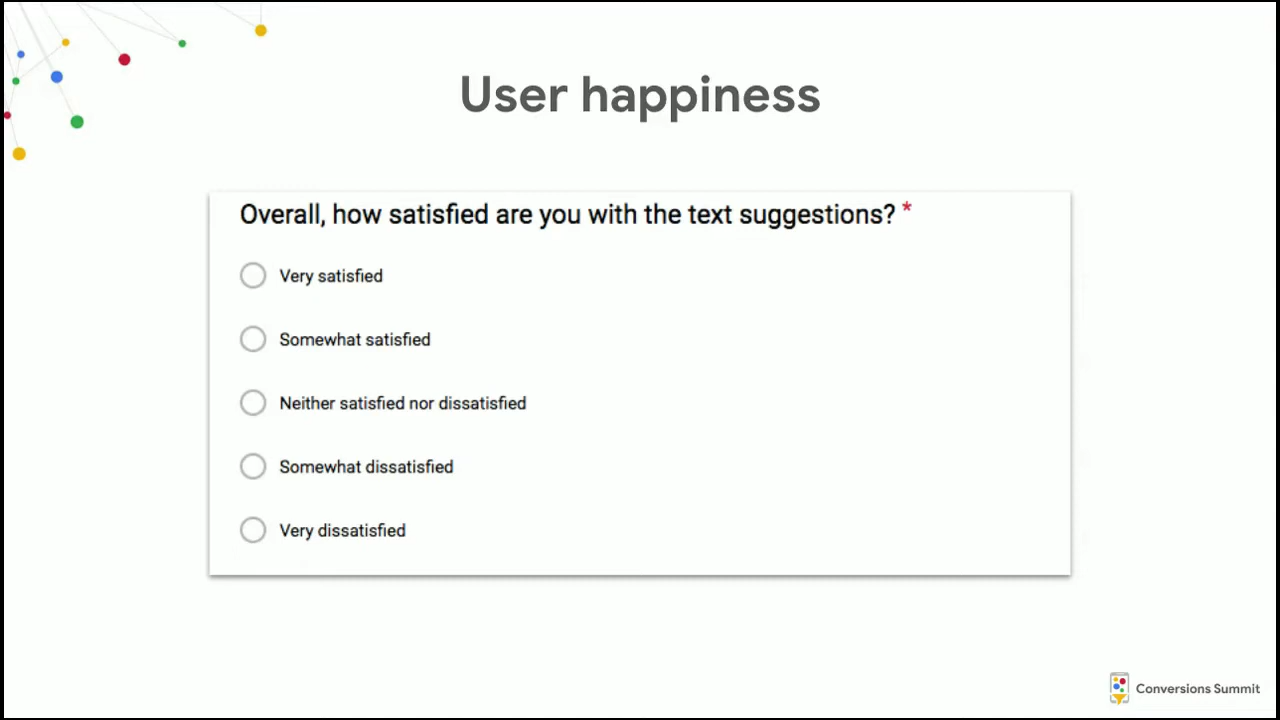 User happiness
Overall, how satisfied are you with the text suggestions? *
Very satisfied
Somewhat satisfied
Neither satisfied nor dissatisfied
Somewhat dissatisfied
Very dissatisfied
Conversions Summit